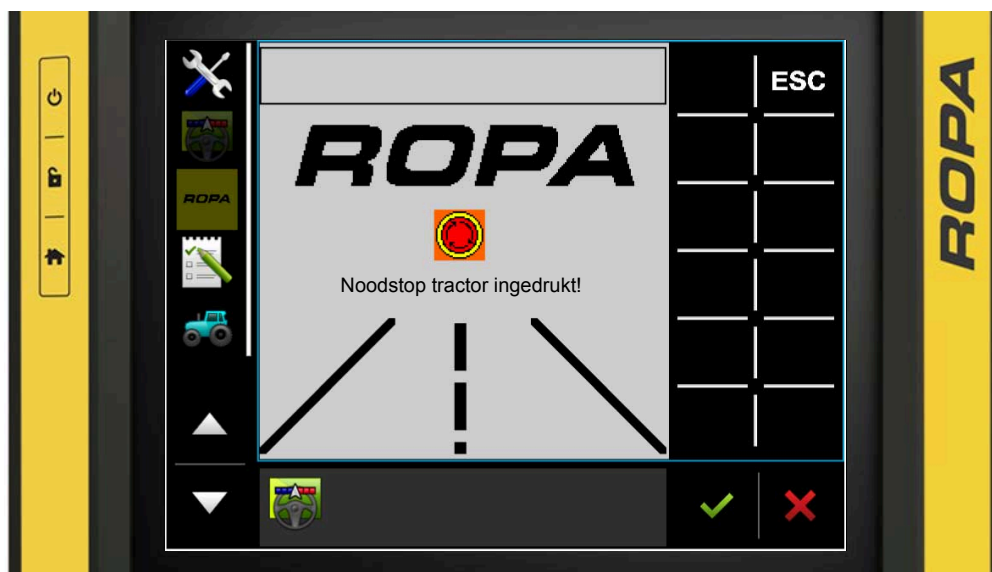 ESC
ROPA
ROPA
Noodstop tractor ingedrukt!
ROPA